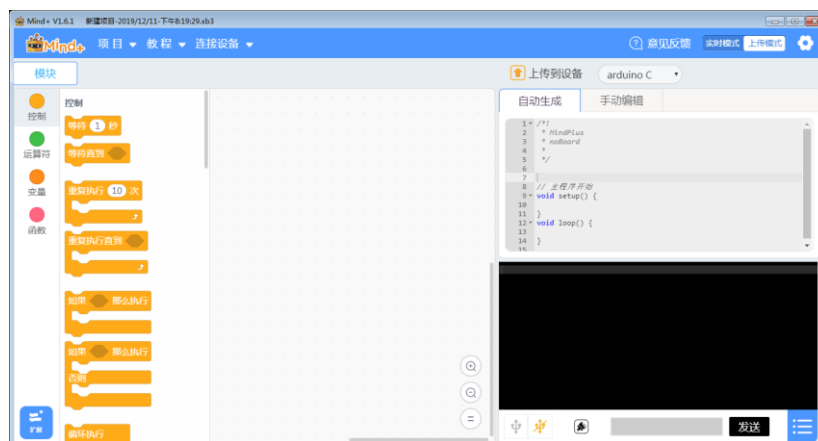 Mind+ V1.6.1 新建项目-2019/12/11-下午8:19:29.sb3
Mind+ 项目 教程 连接设备 意见反馈 实时模式 上传模式
模块
上传到设备 arduino C
自动生成 手动编辑
控制
运算符
变量
函数
扩展
控制
等待 1 秒
等待直到
重复执行 10 次
重复执行直到
如果 那么执行
如果 那么执行
否则
循环执行
1 /*!
2 * MindPlus
3 * noBoard
4 *
5 */
6
7
8 // 主程序开始
9 void setup() {
10
11 }
12 void loop() {
13
14 }
15
发送